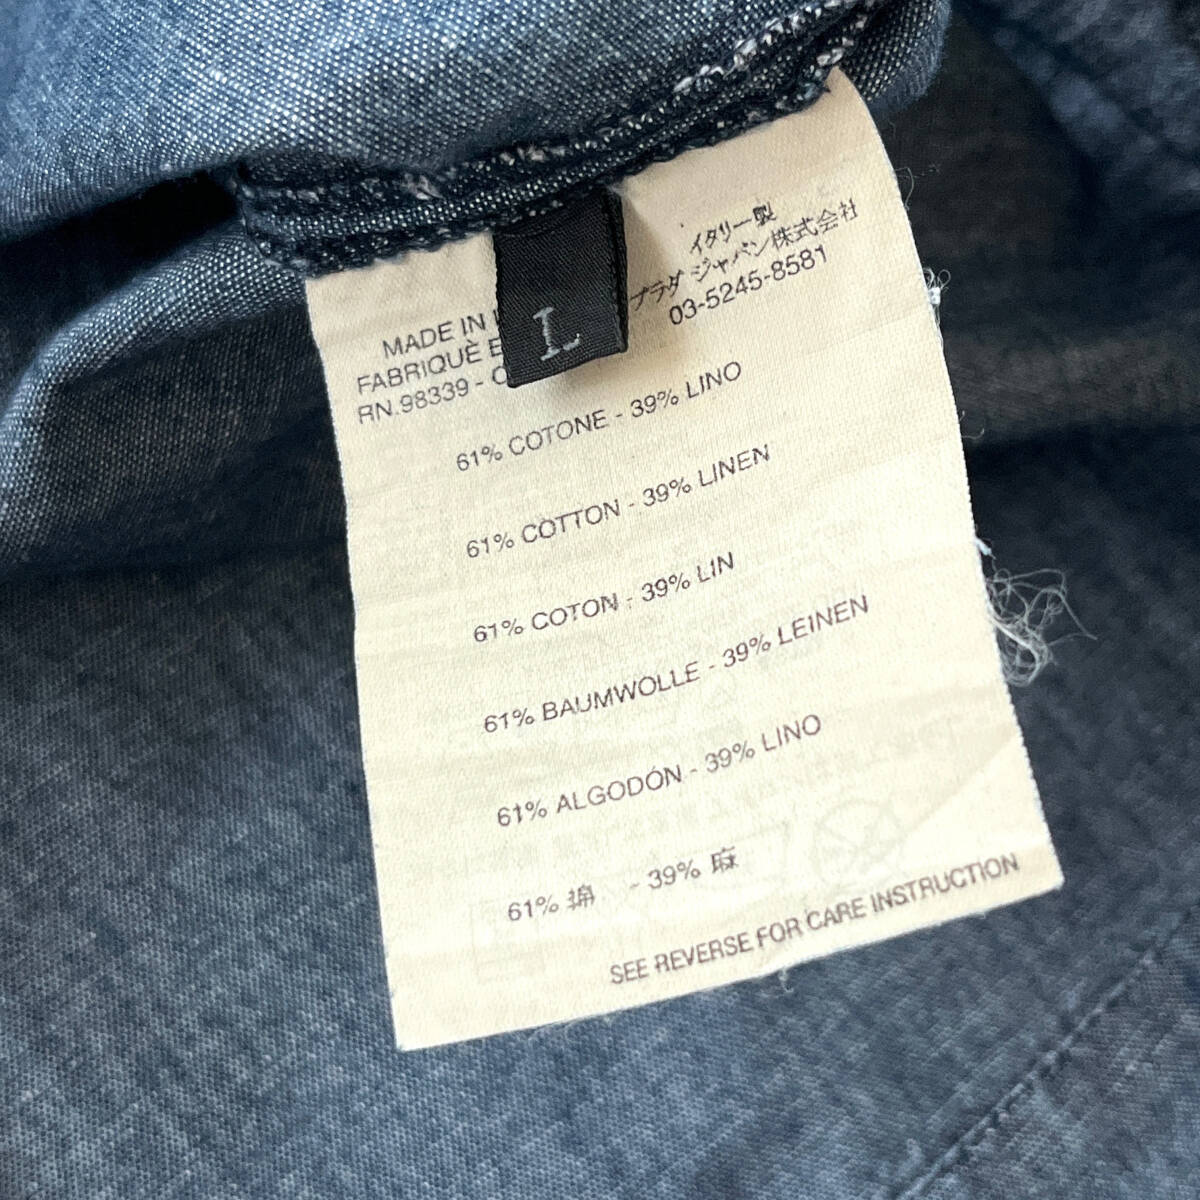 イタリー製
プラダ ジャパン株式会社
03-5245-8581
MADE IN
FABRIQUÈ
RN.98339 -
L
61% COTONE - 39% LINO
61% COTTON - 39% LINEN
61% COTON - 39% LIN
61% BAUMWOLLE - 39% LEINEN
61% ALGODÓN - 39% LINO
61% 綿 - 39% 麻
SEE REVERSE FOR CARE INSTRUCTION